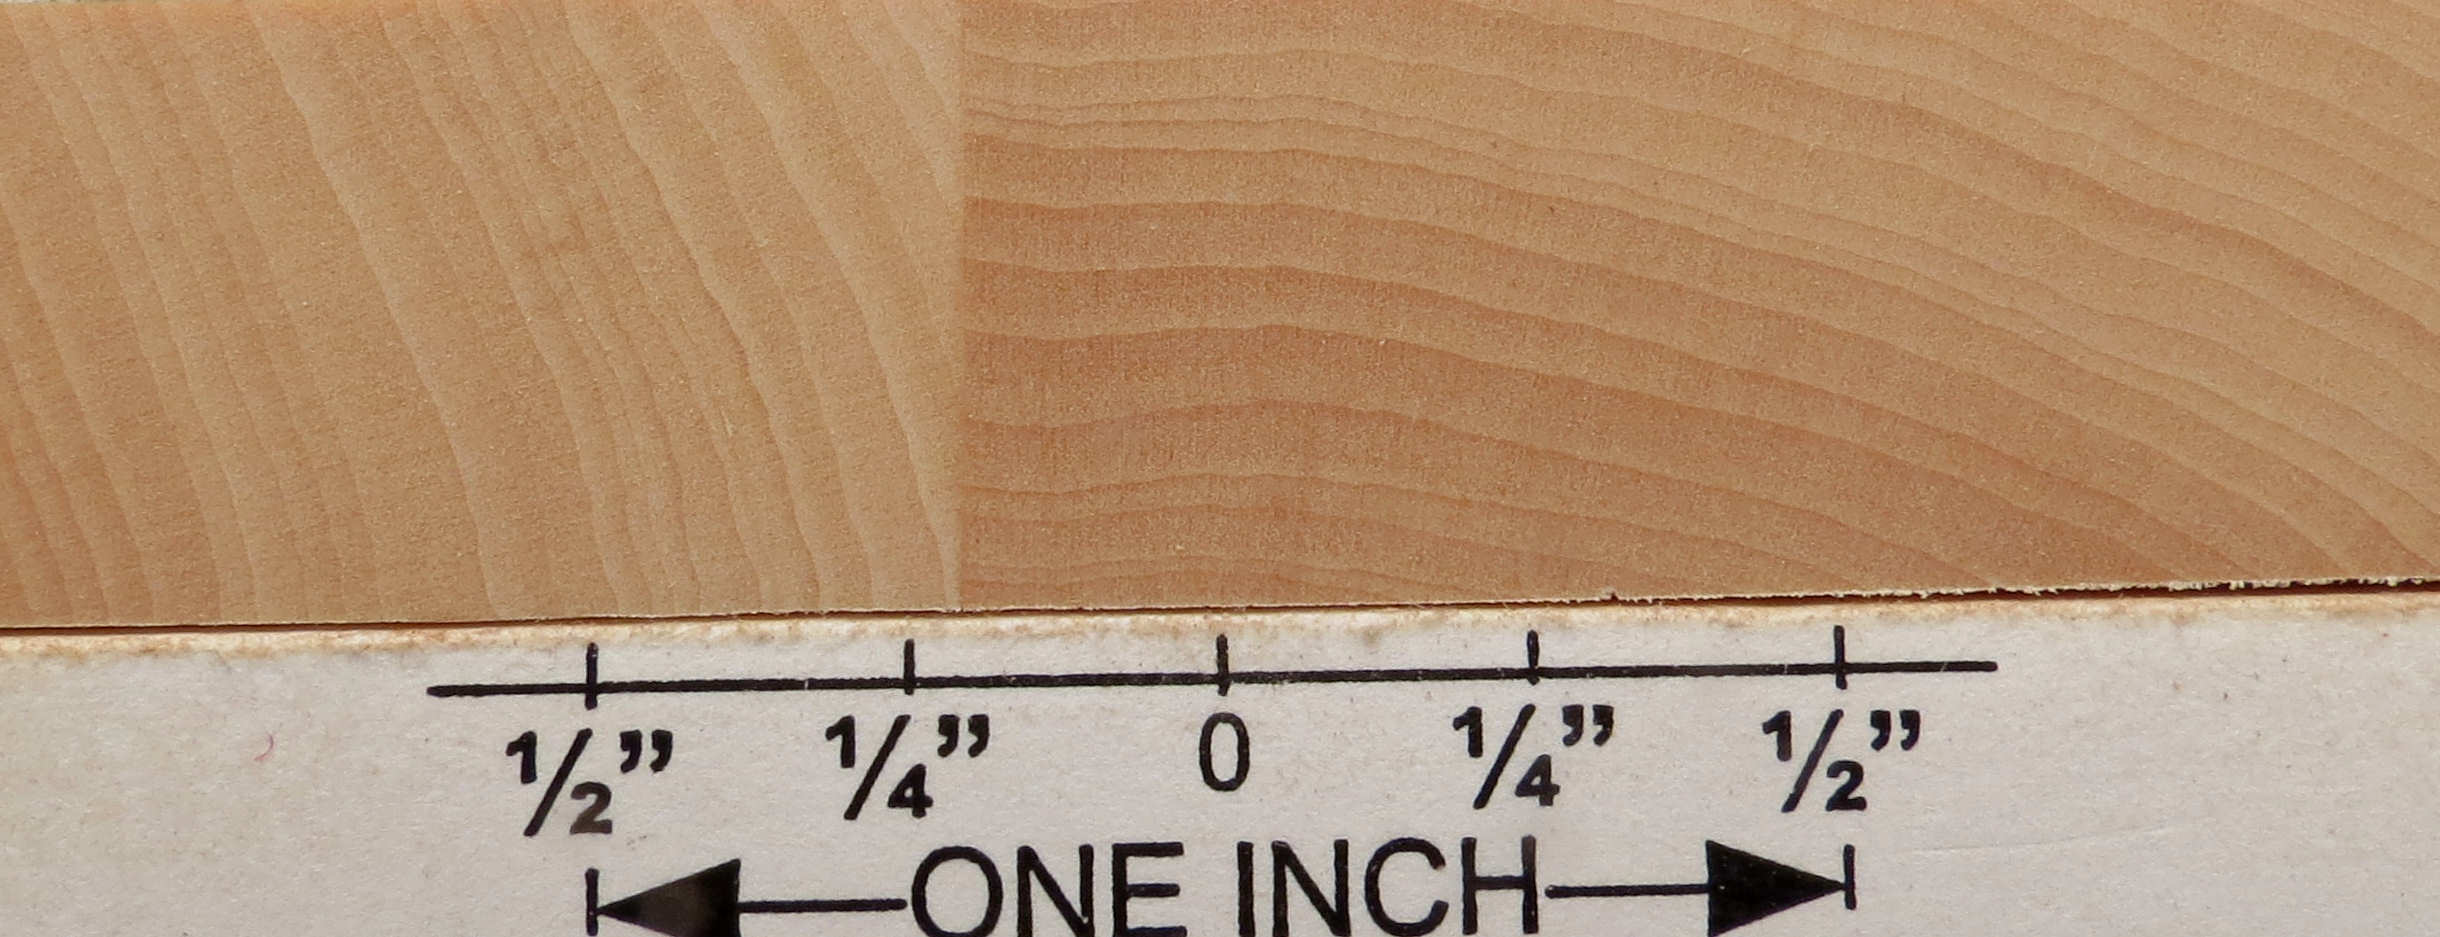 1/2” 1/4” 0 1/4” 1/2”
ONE INCH